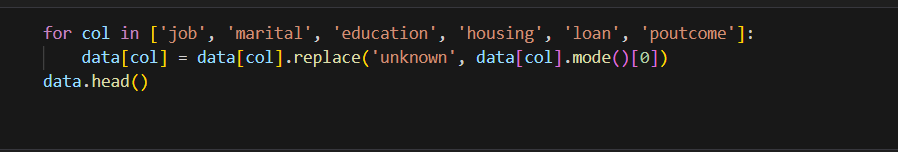 for col in ['job', 'marital', 'education', 'housing', 'loan', 'poutcome']:
    data[col] = data[col].replace('unknown', data[col].mode()[0])
data.head()